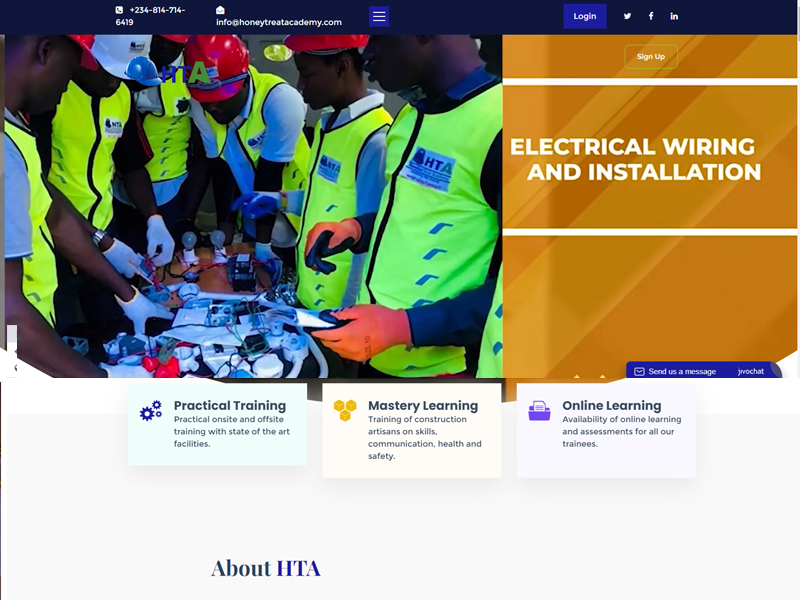 +234-814-714-
6419
info@honeytreatacademy.com
Login
HTA
Sign Up
HTA
HTA
HTA
ELECTRICAL WIRING
AND INSTALLATION
Send us a message
jivochat
Practical Training
Practical onsite and offsite
training with state of the art
facilities.
Mastery Learning
Training of construction
artisans on skills,
communication, health and
safety.
Online Learning
Availability of online learning
and assessments for all our
trainees.
About HTA